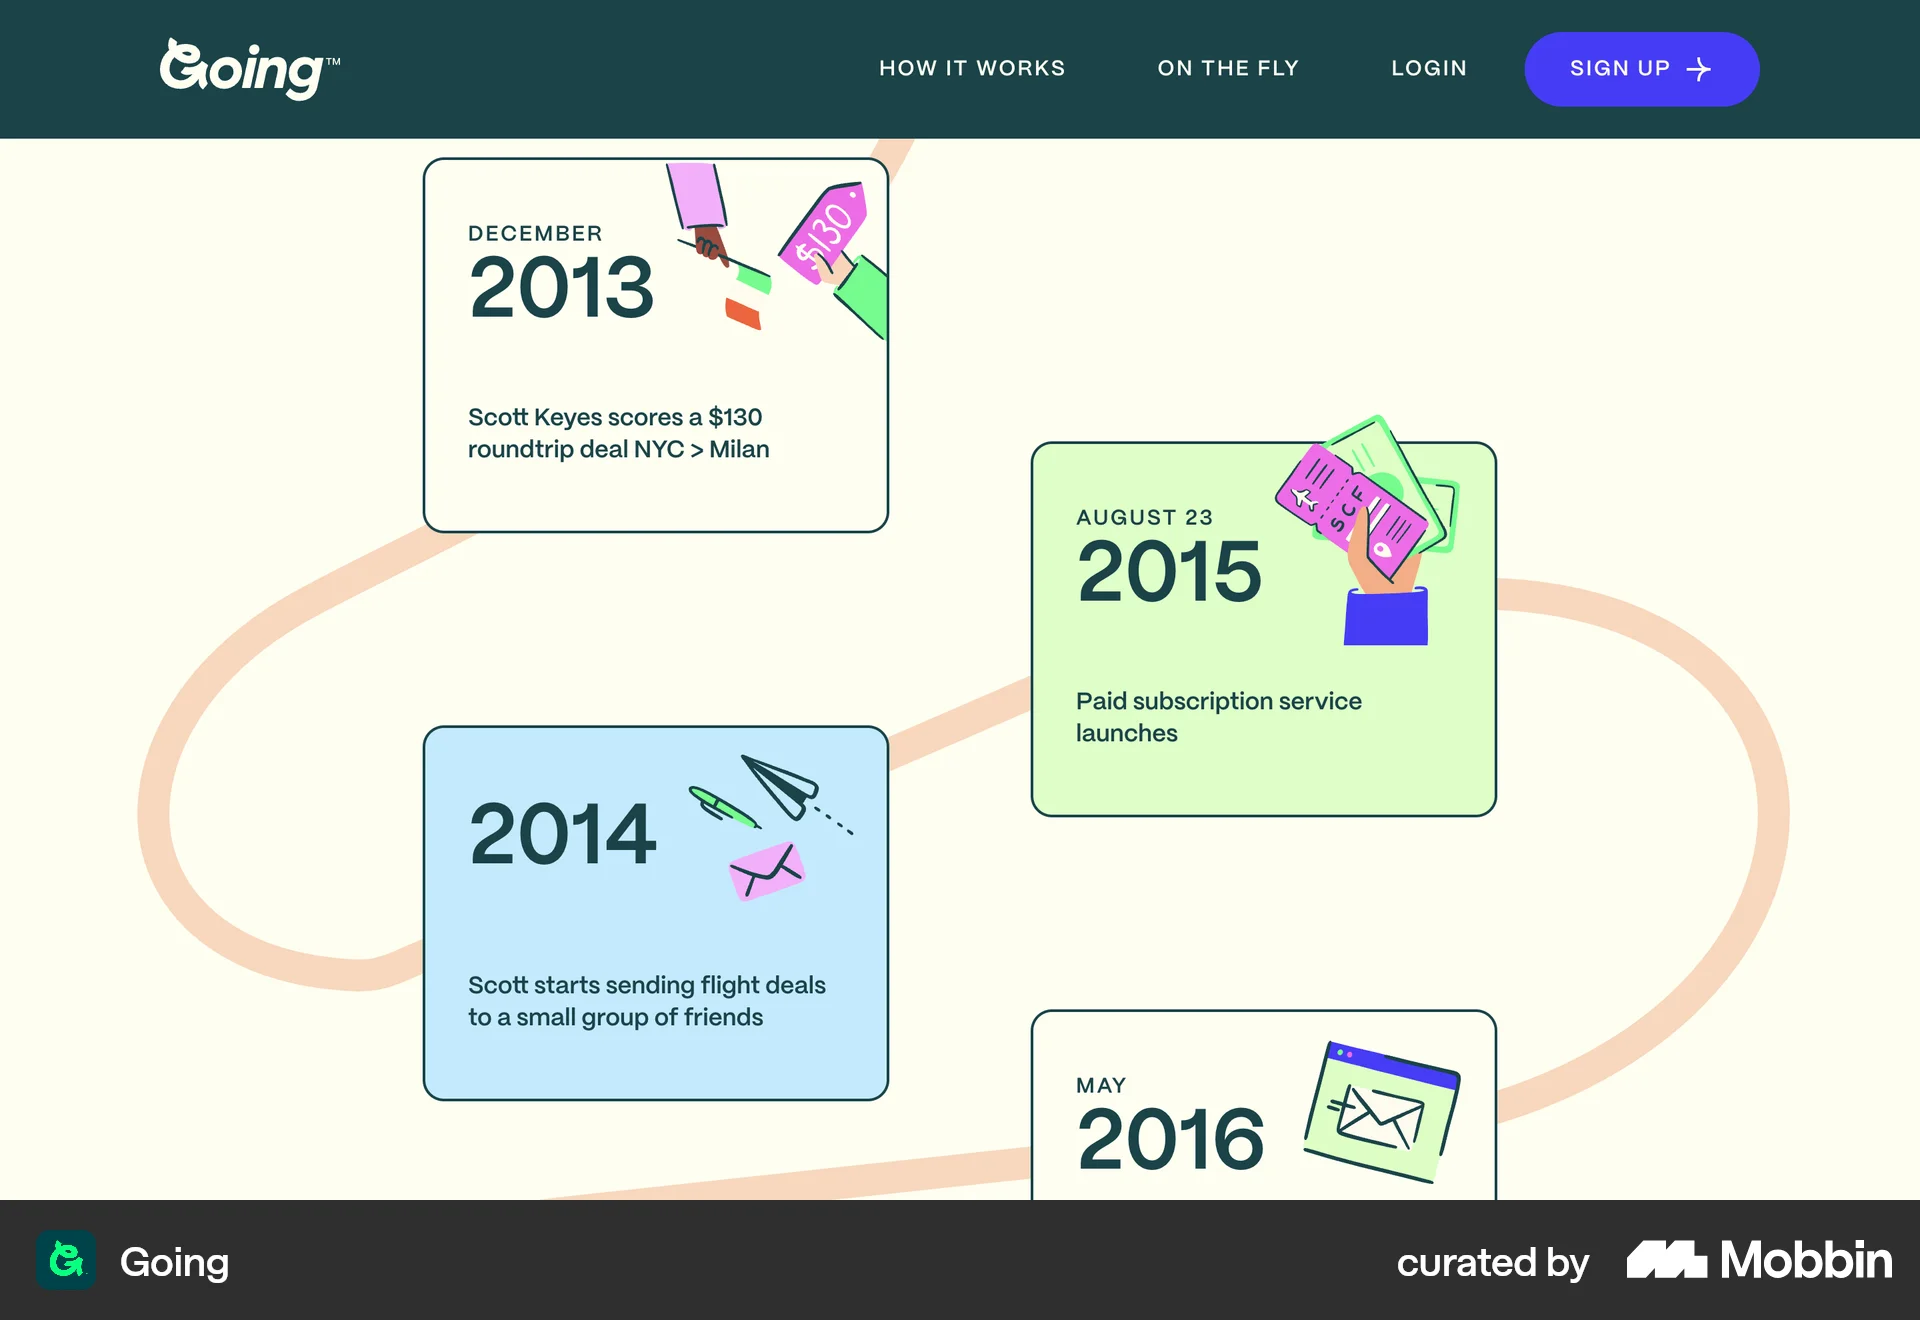 Going™
HOW IT WORKS
ON THE FLY
LOGIN
SIGN UP
DECEMBER
2013
$130
Scott Keyes scores a $130
roundtrip deal NYC > Milan
AUGUST 23
2015
SCF
Paid subscription service
launches
2014
Scott starts sending flight deals
to a small group of friends
MAY
2016
Going
curated by
Mobbin